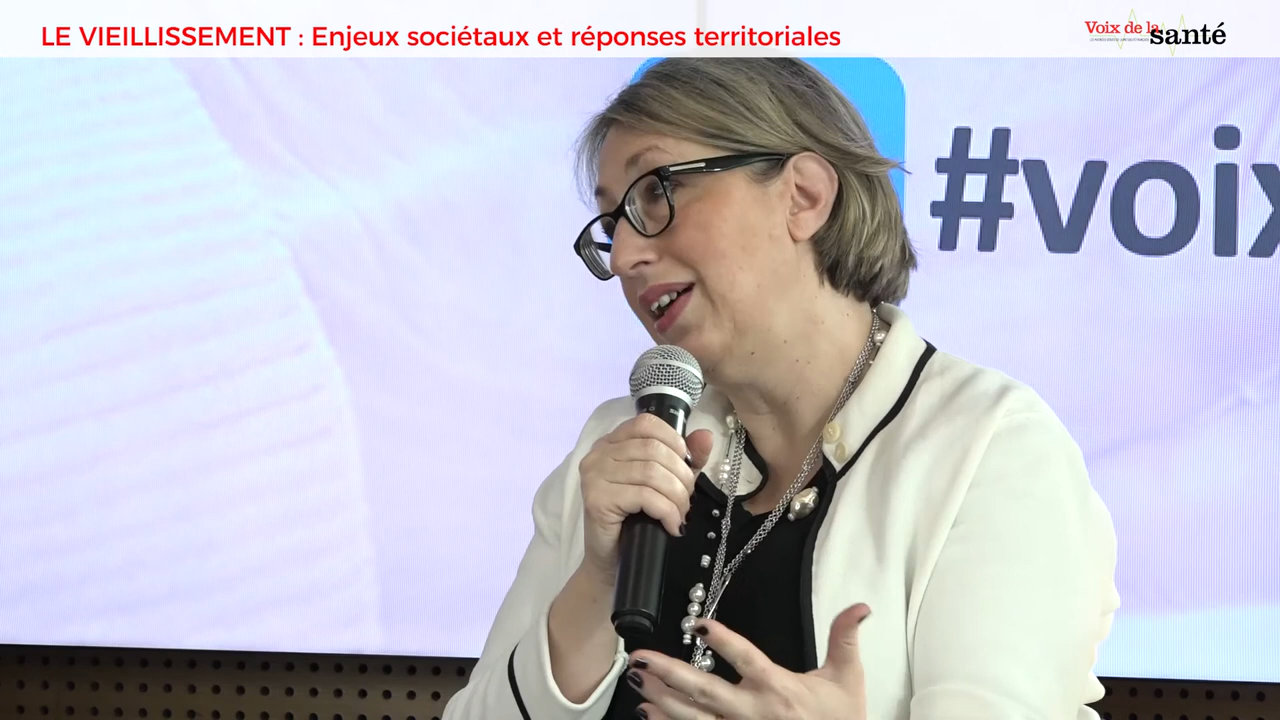 LE VIEILLISSEMENT : Enjeux sociétaux et réponses territoriales
Voix de la
santé
#voix